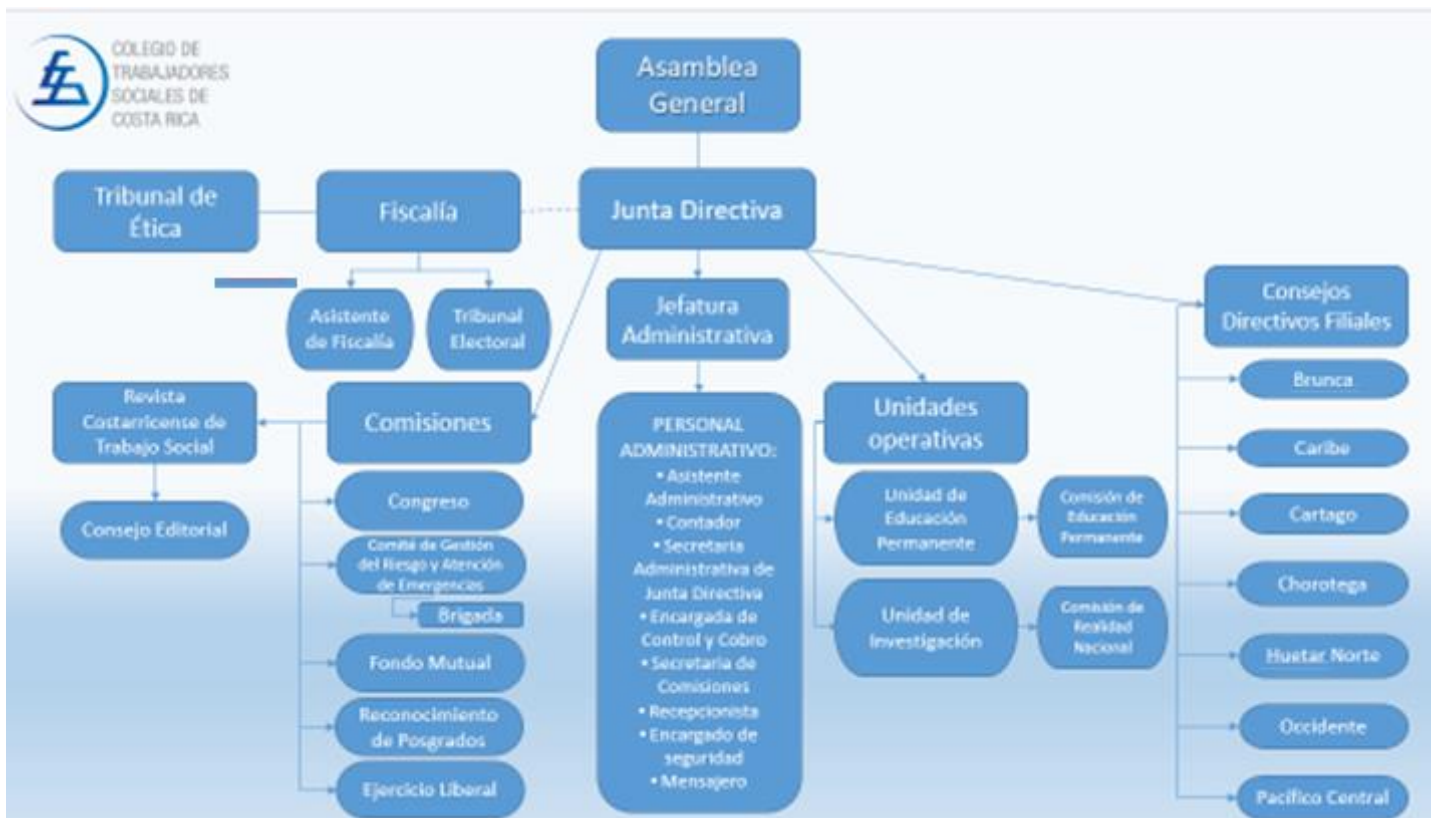 COLEGIO DE
TRABAJADORES
SOCIALES DE
COSTA RICA
Asamblea
General
Tribunal de
Ética
Fiscalía
Junta Directiva
Asistente
de Fiscalía
Tribunal
Electoral
Jefatura
Administrativa
Consejos
Directivos Filiales
Revista
Costarricense de
Trabajo Social
Consejo Editorial
Comisiones
Congreso
Comité de Gestión
del Riesgo y Atención
de Emergencias
Brigada
Fondo Mutual
Reconocimiento
de Posgrados
Ejercicio Liberal
PERSONAL
ADMINISTRATIVO:
• Asistente
Administrativo
• Contador
• Secretaria
Administrativa de
Junta Directiva
• Encargada de
Control y Cobro
• Secretaria de
Comisiones
• Recepcionista
• Encargado de
seguridad
• Mensajero
Unidades
operativas
Unidad de
Educación
Permanente
Comisión de
Educación
Permanente
Unidad de
Investigación
Comisión de
Realidad
Nacional
Brunca
Caribe
Cartago
Chorotega
Huetar Norte
Occidente
Pacífico Central